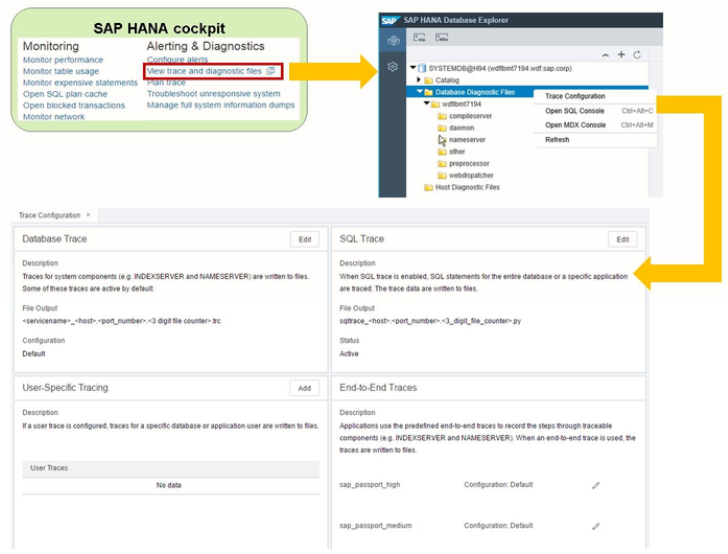 SAP HANA cockpit
Monitoring
Monitor performance
Monitor table usage
Monitor expensive statements
Open SQL plan cache
Open blocked transactions
Monitor network
Alerting & Diagnostics
Configure alerts
View trace and diagnostic files
Plan trace
Troubleshoot unresponsive system
Manage full system information dumps
SAP SAP HANA Database Explorer
SYSTEMDB@H94 (wdflbmt7194.wdf.sap.corp)
Catalog
Database Diagnostic Files
wdflbmt7194
compileserver
daemon
nameserver
other
preprocessor
webdispatcher
Host Diagnostic Files
Trace Configuration
Open SQL Console Ctrl+Alt+C
Open MDX Console Ctrl+Alt+M
Refresh
Trace Configuration ×
Database Trace Edit
Description
Traces for system components (e.g. INDEXSERVER and NAMESERVER) are written to files.
Some of these traces are active by default.
File Output
<servicename>_<host>.<port_number>.<3 digit file counter>.trc
Configuration
Default
SQL Trace Edit
Description
When SQL trace is enabled, SQL statements for the entire database or a specific application
are traced. The trace data are written to files.
File Output
sqltrace_<host>.<port_number>.<3_digit_file_counter>.py
Status
Active
User-Specific Tracing Add
Description
If a user trace is configured, traces for a specific database or application user are written to files.
User Traces
No data
End-to-End Traces
Description
Applications use the predefined end-to-end traces to record the steps through traceable
components (e.g. INDEXSERVER and NAMESERVER). When an end-to-end trace is used, the
traces are written to files.
sap_passport_high Configuration: Default
sap_passport_medium Configuration: Default